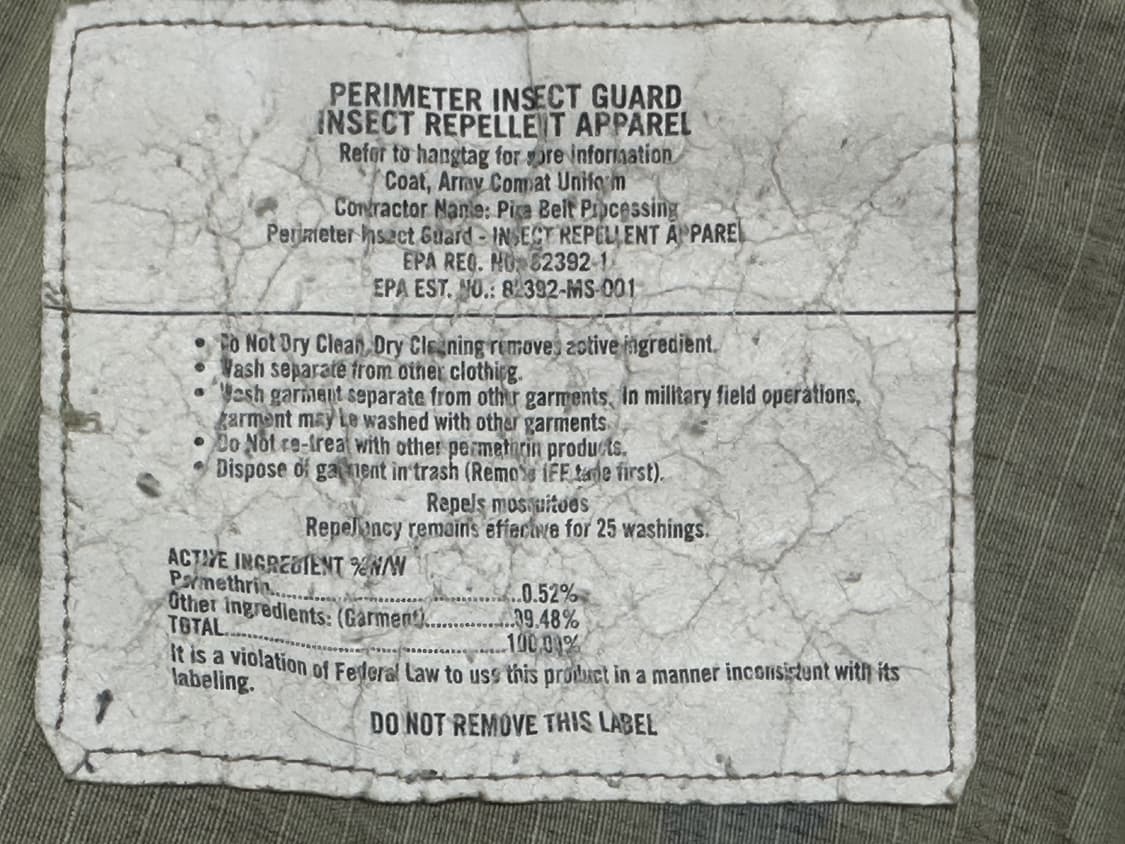 PERIMETER INSECT GUARD
INSECT REPELLENT APPAREL
Refer to hangtag for more information
Coat, Army Combat Uniform
Contractor Name: Pine Belt Processing
Perimeter Insect Guard - INSECT REPELLENT APPAREL
EPA REG. NO. 82392-1
EPA EST. NO.: 82392-MS-001
• Do Not Dry Clean, Dry Cleaning removes active ingredient.
• Wash separate from other clothing.
• Wash garment separate from other garments. In military field operations,
garment may be washed with other garments.
• Do Not re-treat with other permethrin products.
• Dispose of garment in trash (Remove IFF tape first).
Repels mosquitoes
Repellency remains effective for 25 washings.
ACTIVE INGREDIENT %W/W
Permethrin..............................0.52%
Other ingredients: (Garment)...............99.48%
TOTAL..............................100.00%
It is a violation of Federal Law to use this product in a manner inconsistent with its
labeling.
DO NOT REMOVE THIS LABEL